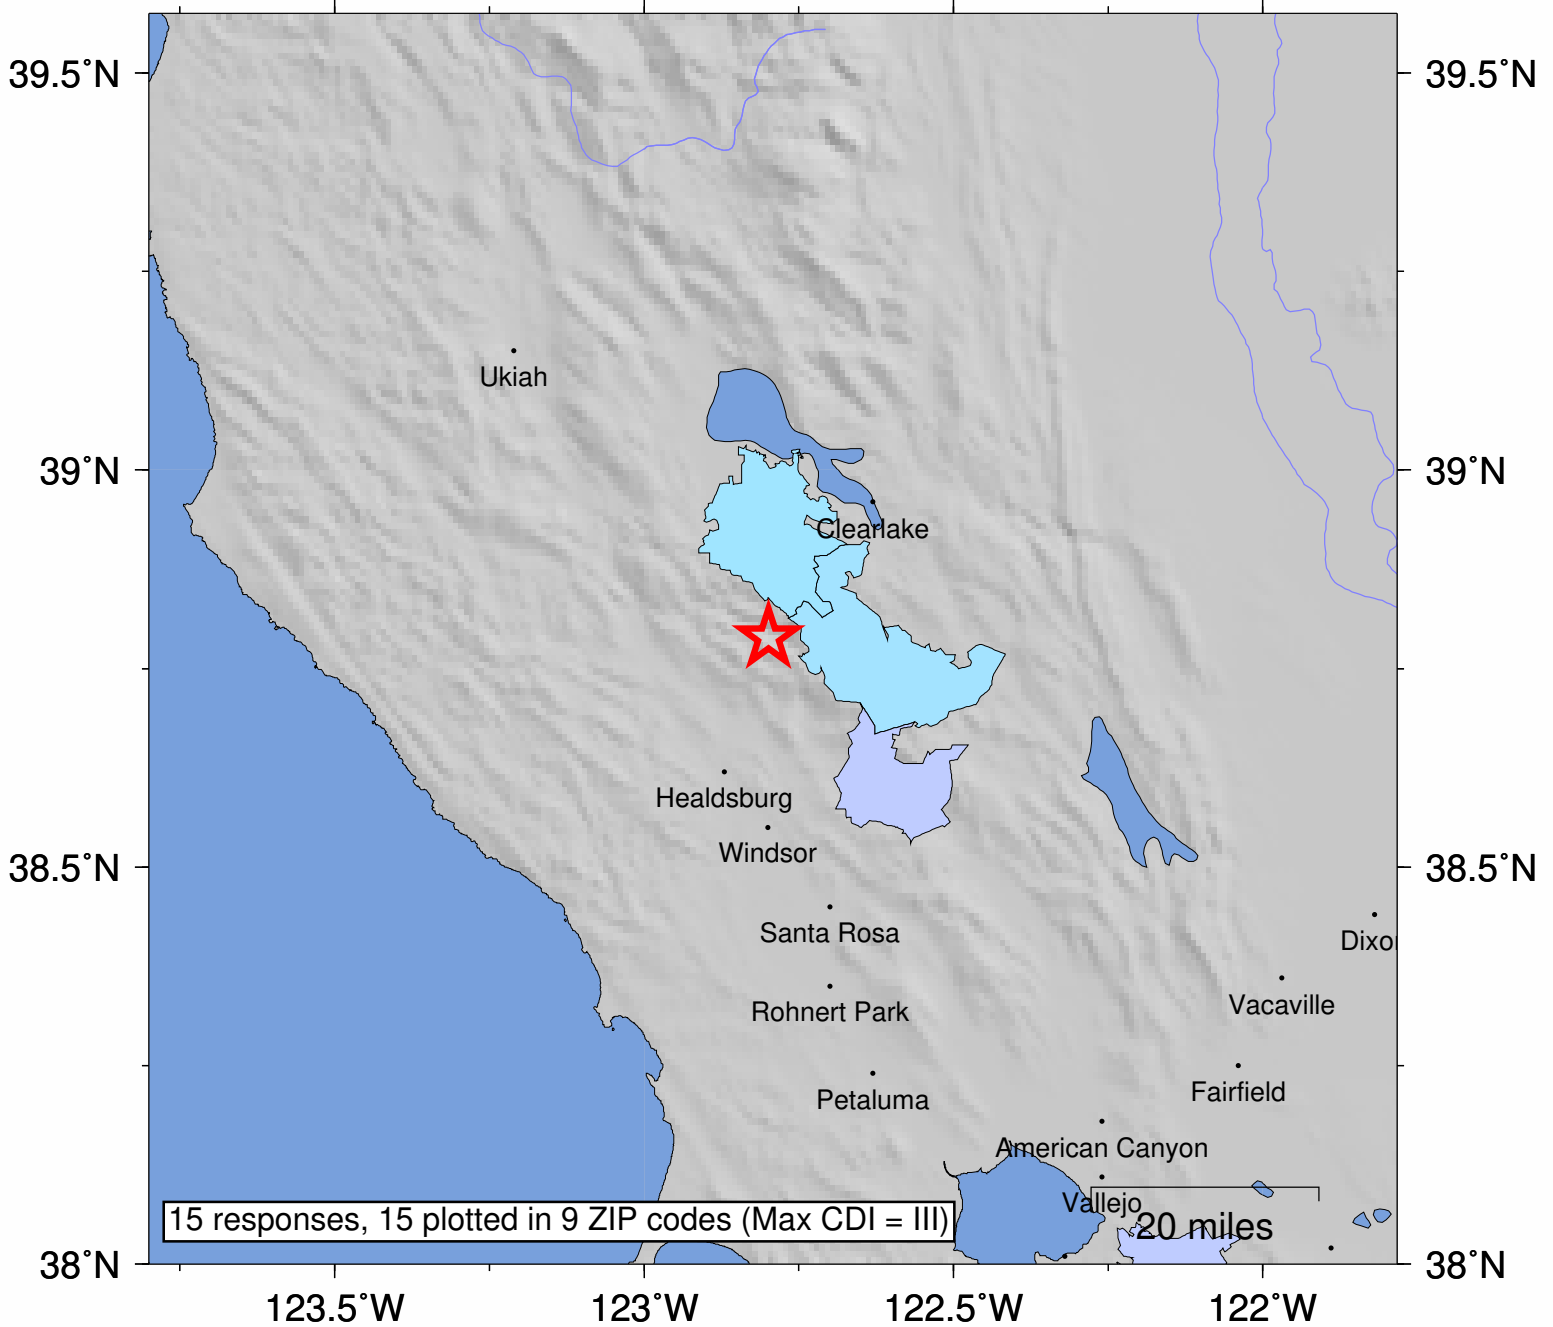 39.5°N
39.5°N
Ukiah
39°N
39°N
Clearlake
Healdsburg
Windsor
38.5°N
38.5°N
Santa Rosa
Dixo
Rohnert Park
Vacaville
Petaluma
Fairfield
American Canyon
Vallejo
15 responses, 15 plotted in 9 ZIP codes (Max CDI = III)
20 miles
38°N
38°N
123.5°W
123°W
122.5°W
122°W